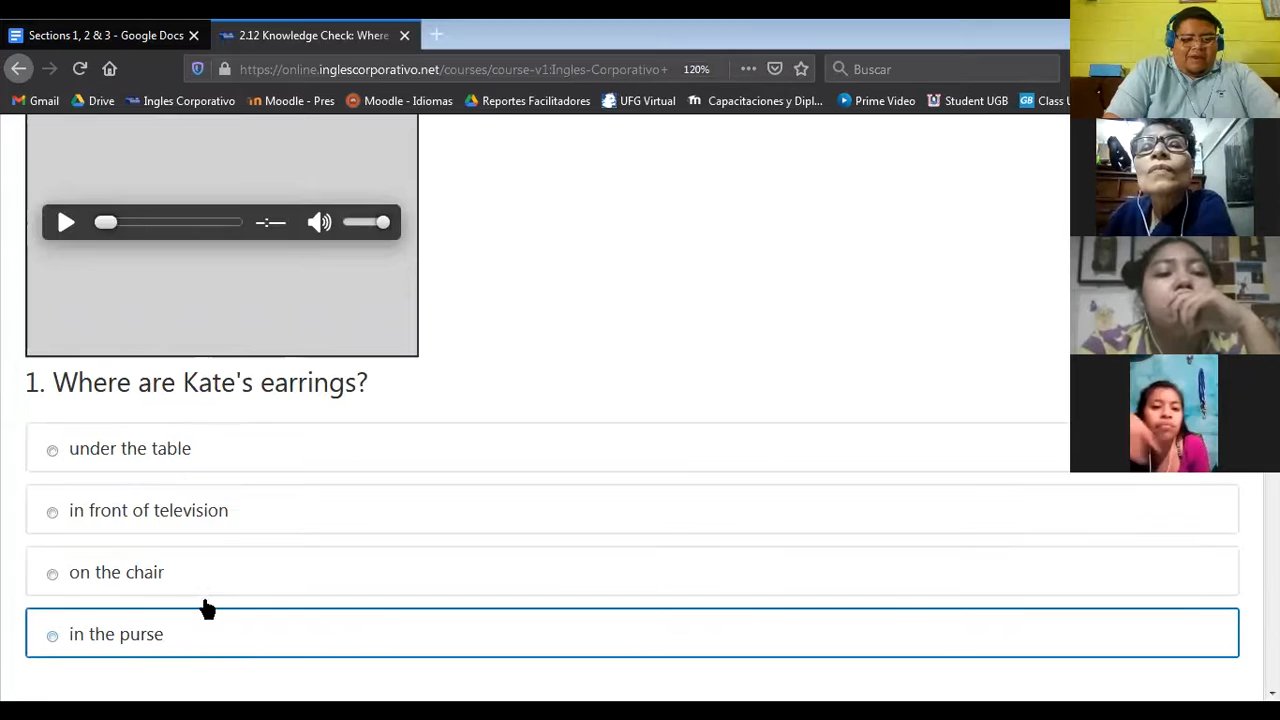 Sections 1, 2 & 3 - Google Docs
2.12 Knowledge Check: Where
https://online.inglescorporativo.net/courses/course-v1:Ingles-Corporativo+
120%
Buscar
Gmail
Drive
Ingles Corporativo
Moodle - Pres
Moodle - Idiomas
Reportes Facilitadores
UFG Virtual
Capacitaciones y Dipl...
Prime Video
Student UGB
Class U
-:--
1. Where are Kate's earrings?
under the table
in front of television
on the chair
in the purse